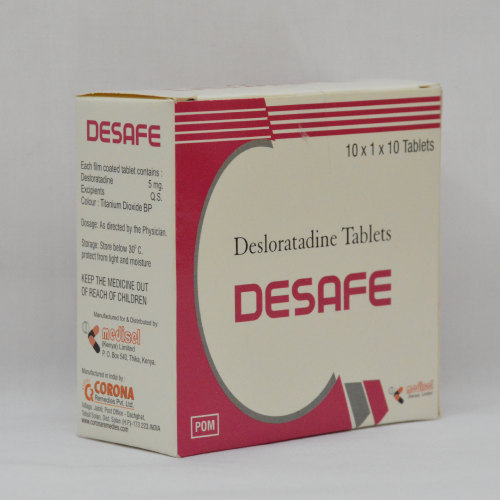 DESAFE
Each film coated tablet contains :
Desloratadine 5 mg.
Excipients Q.S.
Colour : Titanium Dioxide BP
Dosage: As directed by the Physician.
Storage: Store below 30° C.
protect from light and moisture
KEEP THE MEDICINE OUT
OF REACH OF CHILDREN
Manufactured for & Distributed by:
medisel
(Kenya) Limited
P. O. Box 540, Thika, Kenya.
Manufactured in India by:
CORONA
Remedies Pvt. Ltd.
www.coronaremedies.com
10 x 1 x 10 Tablets
Desloratadine Tablets
DESAFE
POM
medisel
(Kenya) Limited